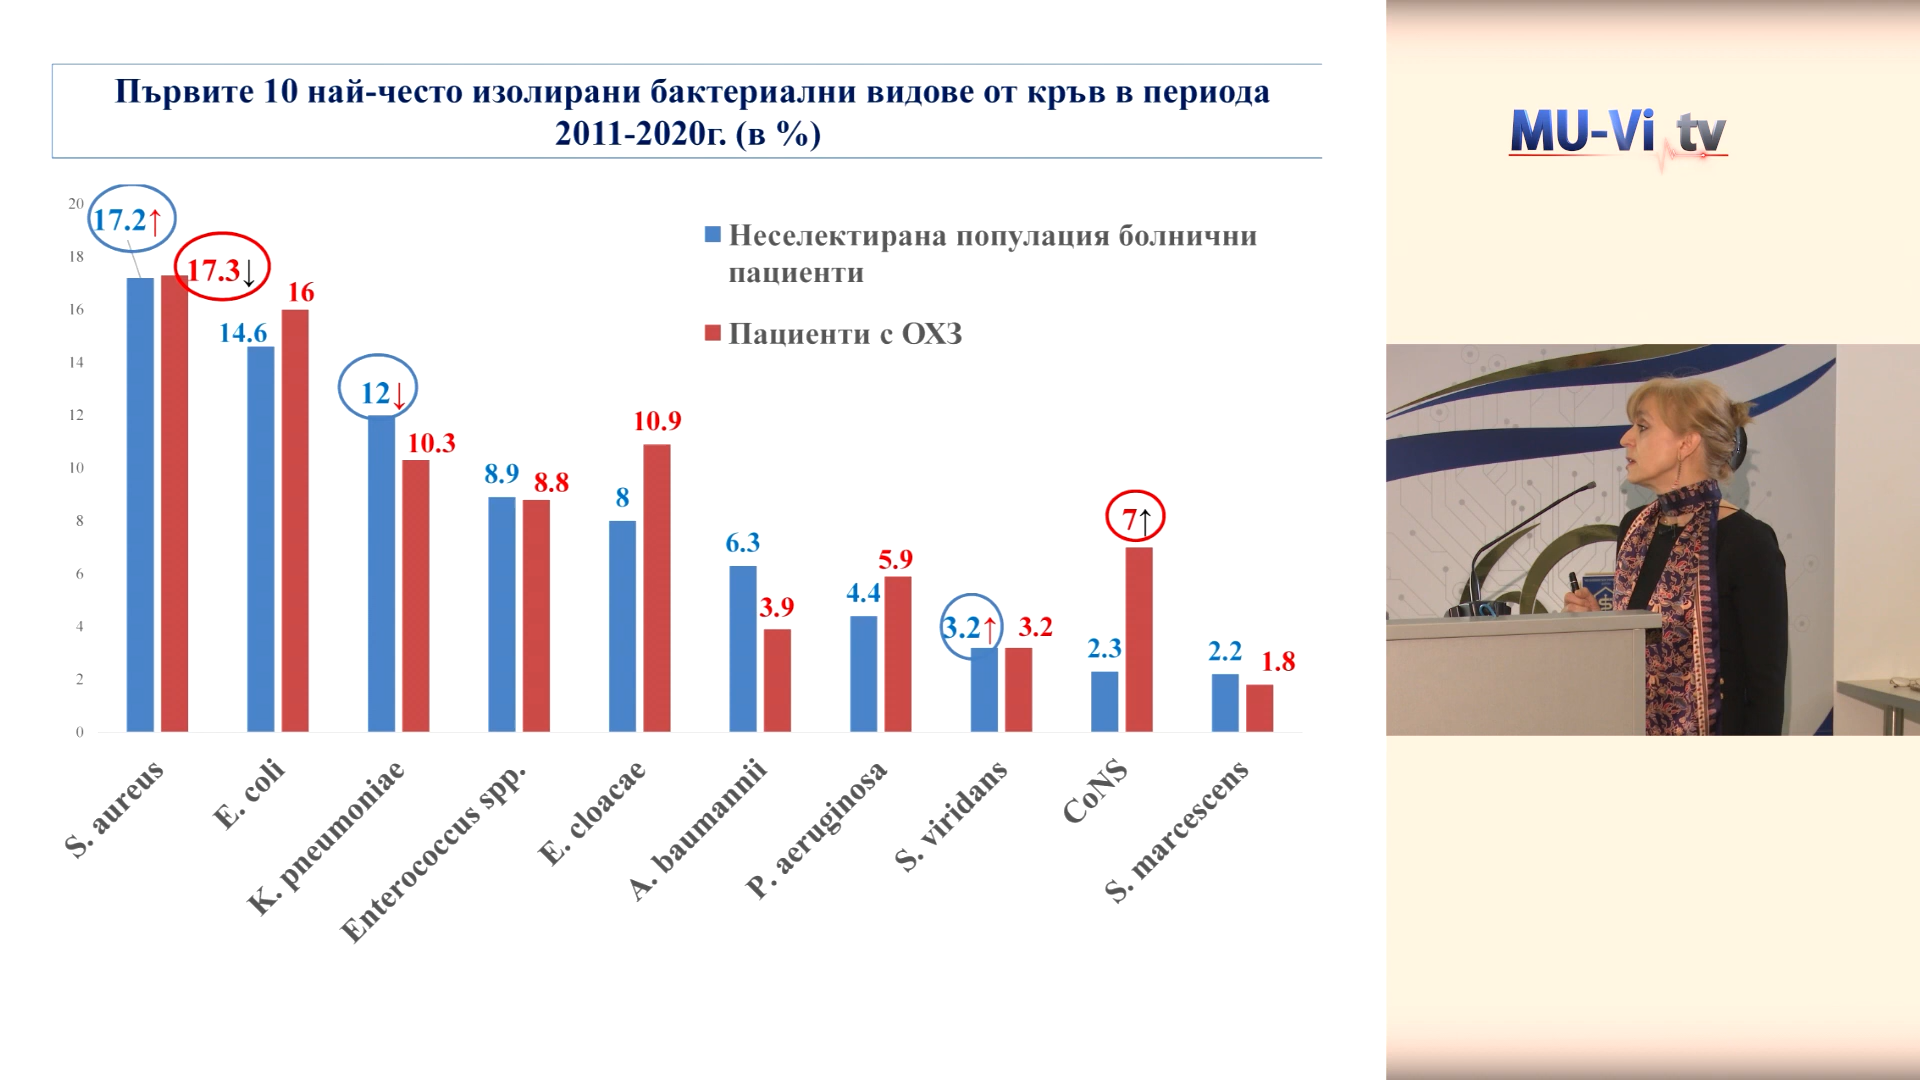 Първите 10 най-често изолирани бактериални видове от кръв в периода
2011-2020г. (в %)
MU-Vi tv
20
18
16
14
12
10
8
6
4
2
0
17.2↑
17.3↓
14.6
16
12↓
10.3
8.9
8.8
8
10.9
6.3
3.9
4.4
5.9
3.2↑
3.2
2.3
7↑
2.2
1.8
Неселектирана популация болнични
пациенти
Пациенти с ОХЗ
S. aureus
E. coli
K. pneumoniae
Enterococcus spp.
E. cloacae
A. baumannii
P. aeruginosa
S. viridans
CoNS
S. marcescens